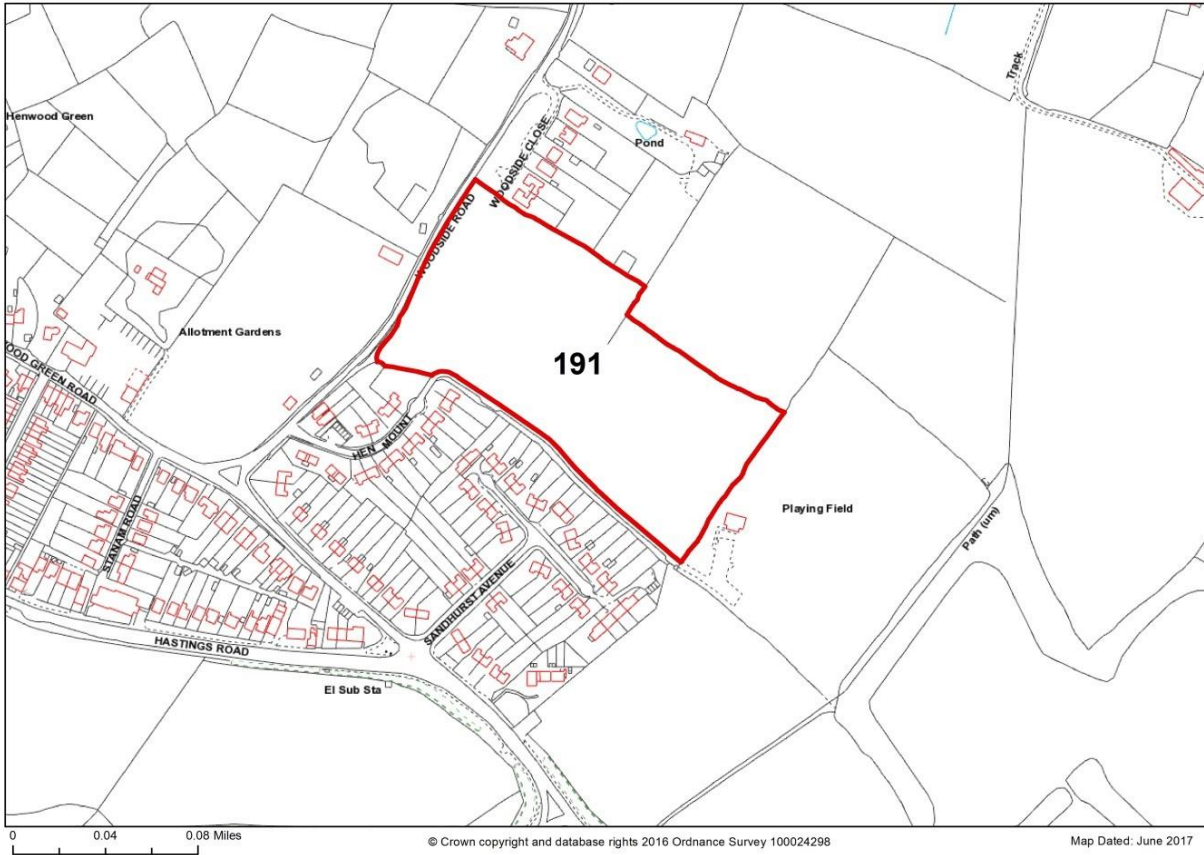 Henwood Green
Track
WOODSIDE CLOSE
Pond
WOODSIDE ROAD
Allotment Gardens
OOD GREEN ROAD
191
HEN MOUNT
Playing Field
Path (um)
STANAM ROAD
SANDHURST AVENUE
HASTINGS ROAD
El Sub Sta
0 0.04 0.08 Miles
© Crown copyright and database rights 2016 Ordnance Survey 100024298
Map Dated: June 2017